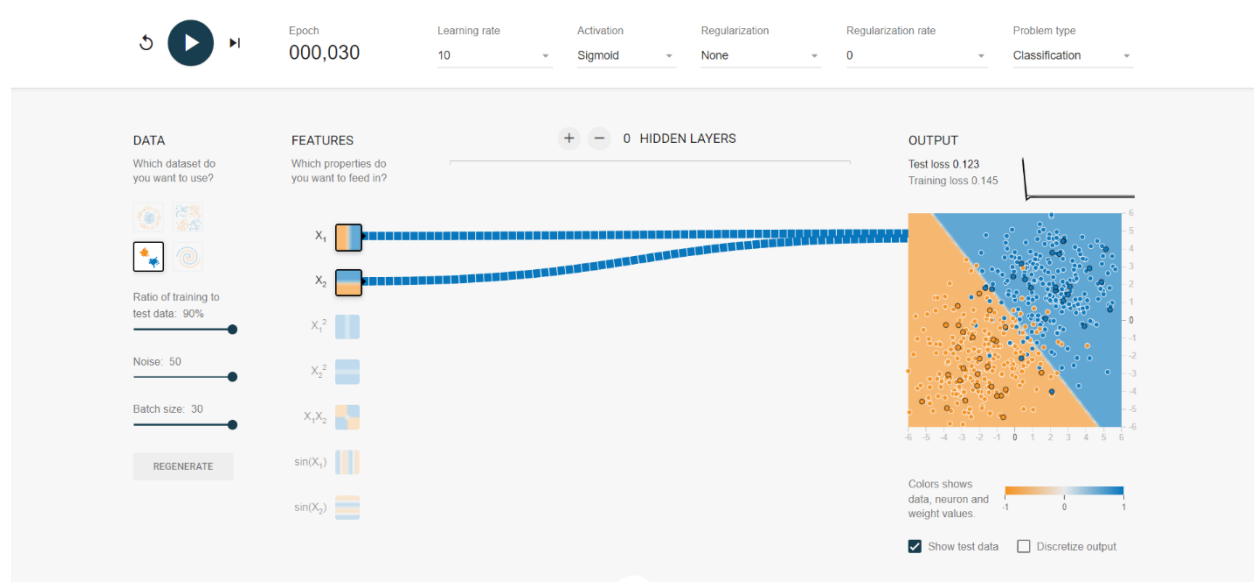 Epoch
000,030
Learning rate
10
Activation
Sigmoid
Regularization
None
Regularization rate
0
Problem type
Classification
DATA
Which dataset do
you want to use?
Ratio of training to
test data: 90%
Noise: 50
Batch size: 30
REGENERATE
FEATURES
Which properties do
you want to feed in?
X₁
X₂
X₁²
X₂²
X₁X₂
sin(X₁)
sin(X₂)
+ − 0 HIDDEN LAYERS
OUTPUT
Test loss 0.123
Training loss 0.145
6
5
4
3
2
1
0
-1
-2
-3
-4
-5
-6
-6 -5 -4 -3 -2 -1 0 1 2 3 4 5 6
Colors shows
data, neuron and
weight values.
-1 0 1
Show test data
Discretize output